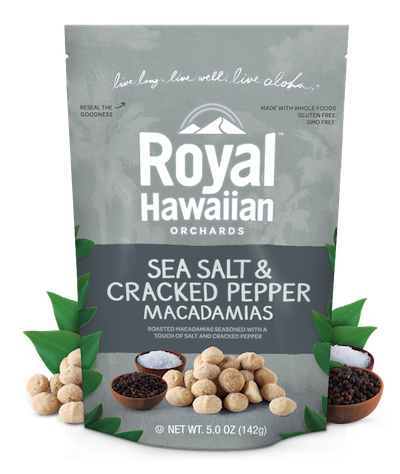 live long. live well. live aloha.™
RESEAL THE
GOODNESS
MADE WITH WHOLE FOODS
GLUTEN FREE
GMO FREE
Royal™
Hawaiian
ORCHARDS
SEA SALT &
CRACKED PEPPER
MACADAMIAS
ROASTED MACADAMIAS SEASONED WITH A
TOUCH OF SALT AND CRACKED PEPPER
U NET WT. 5.0 OZ (142g)